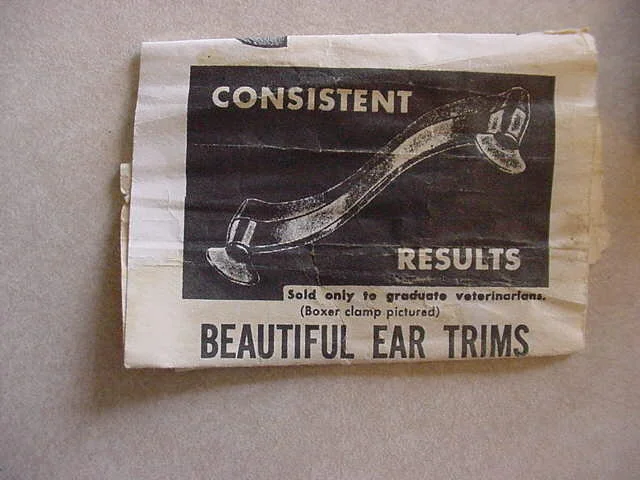 CONSISTENT
RESULTS
Sold only to graduate veterinarians.
(Boxer clamp pictured)
BEAUTIFUL EAR TRIMS